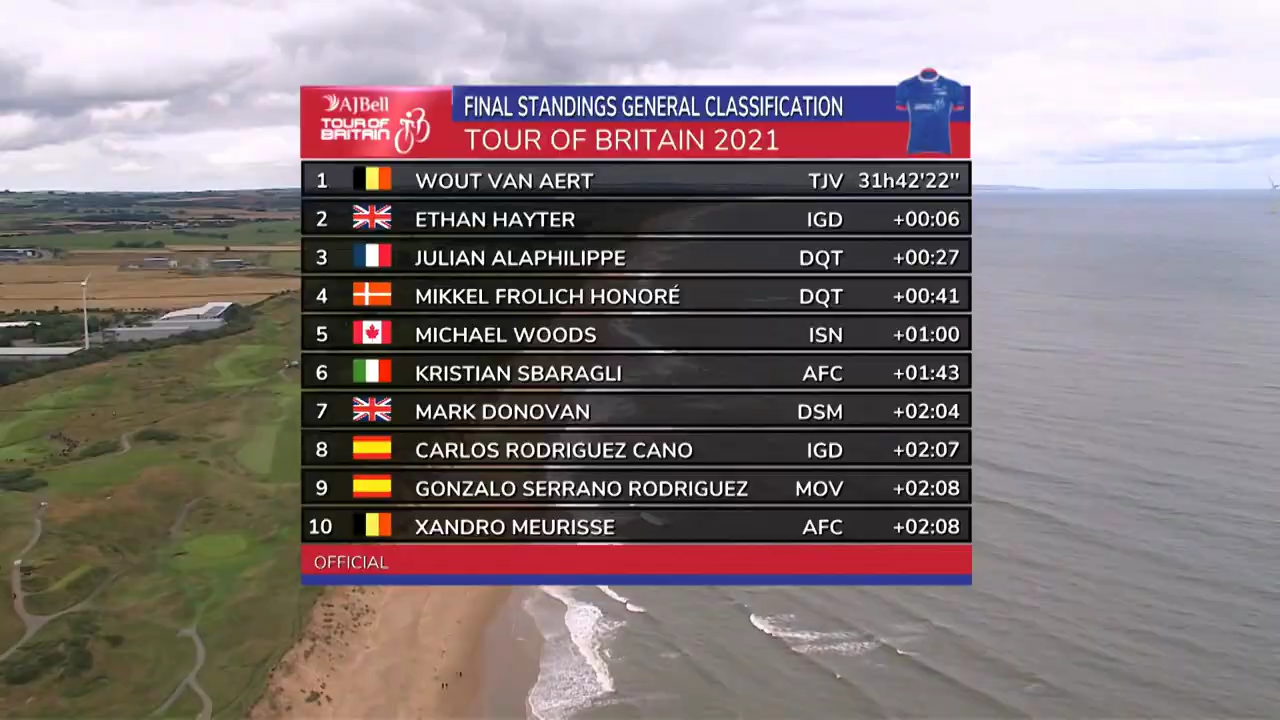 AJBell
TOUR OF
BRITAIN
FINAL STANDINGS GENERAL CLASSIFICATION
TOUR OF BRITAIN 2021
1 WOUT VAN AERT TJV 31h42'22''
2 ETHAN HAYTER IGD +00:06
3 JULIAN ALAPHILIPPE DQT +00:27
4 MIKKEL FROLICH HONORÉ DQT +00:41
5 MICHAEL WOODS ISN +01:00
6 KRISTIAN SBARAGLI AFC +01:43
7 MARK DONOVAN DSM +02:04
8 CARLOS RODRIGUEZ CANO IGD +02:07
9 GONZALO SERRANO RODRIGUEZ MOV +02:08
10 XANDRO MEURISSE AFC +02:08
OFFICIAL